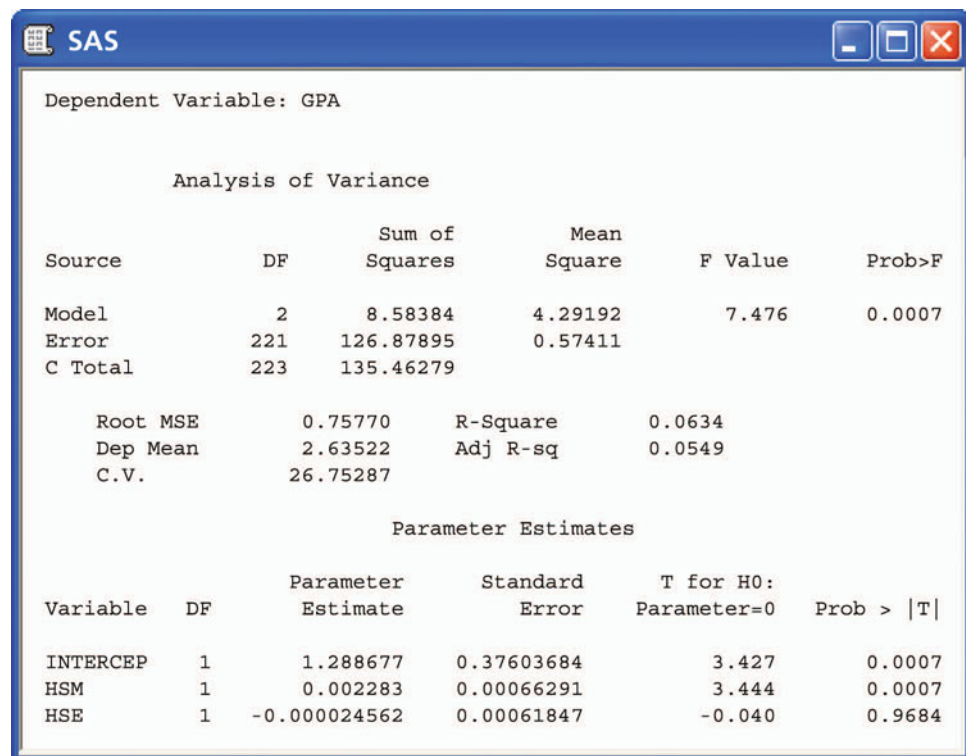 SAS
Dependent Variable: GPA
Analysis of Variance
Sum of Mean
Source DF Squares Square F Value Prob>F
Model 2 8.58384 4.29192 7.476 0.0007
Error 221 126.87895 0.57411
C Total 223 135.46279
Root MSE 0.75770 R-Square 0.0634
Dep Mean 2.63522 Adj R-sq 0.0549
C.V. 26.75287
Parameter Estimates
Parameter Standard T for H0:
Variable DF Estimate Error Parameter=0 Prob > |T|
INTERCEP 1 1.288677 0.37603684 3.427 0.0007
HSM 1 0.002283 0.00066291 3.444 0.0007
HSE 1 -0.000024562 0.00061847 -0.040 0.9684